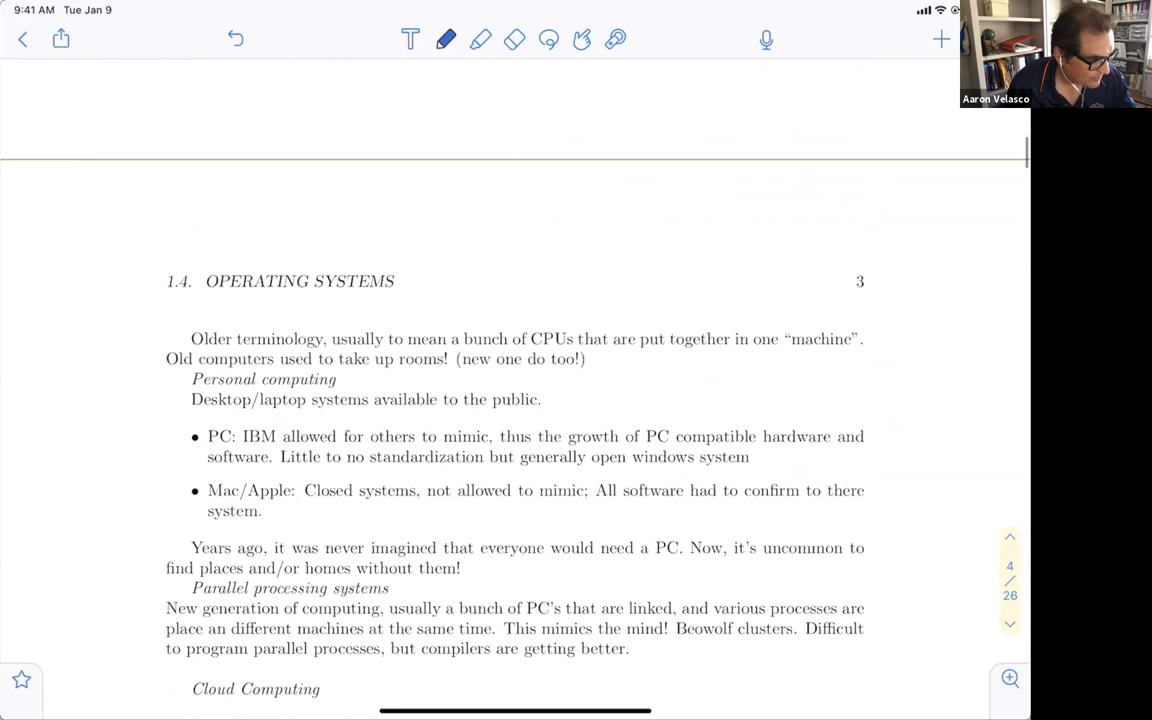 9:41 AM Tue Jan 9
Aaron Velasco
1.4. OPERATING SYSTEMS 3
Older terminology, usually to mean a bunch of CPUs that are put together in one “machine”.
Old computers used to take up rooms! (new one do too!)
Personal computing
Desktop/laptop systems available to the public.
• PC: IBM allowed for others to mimic, thus the growth of PC compatible hardware and
software. Little to no standardization but generally open windows system
• Mac/Apple: Closed systems, not allowed to mimic; All software had to confirm to there
system.
Years ago, it was never imagined that everyone would need a PC. Now, it’s uncommon to
find places and/or homes without them!
Parallel processing systems
New generation of computing, usually a bunch of PC’s that are linked, and various processes are
place an different machines at the same time. This mimics the mind! Beowolf clusters. Difficult
to program parallel processes, but compilers are getting better.
Cloud Computing
4
/
26